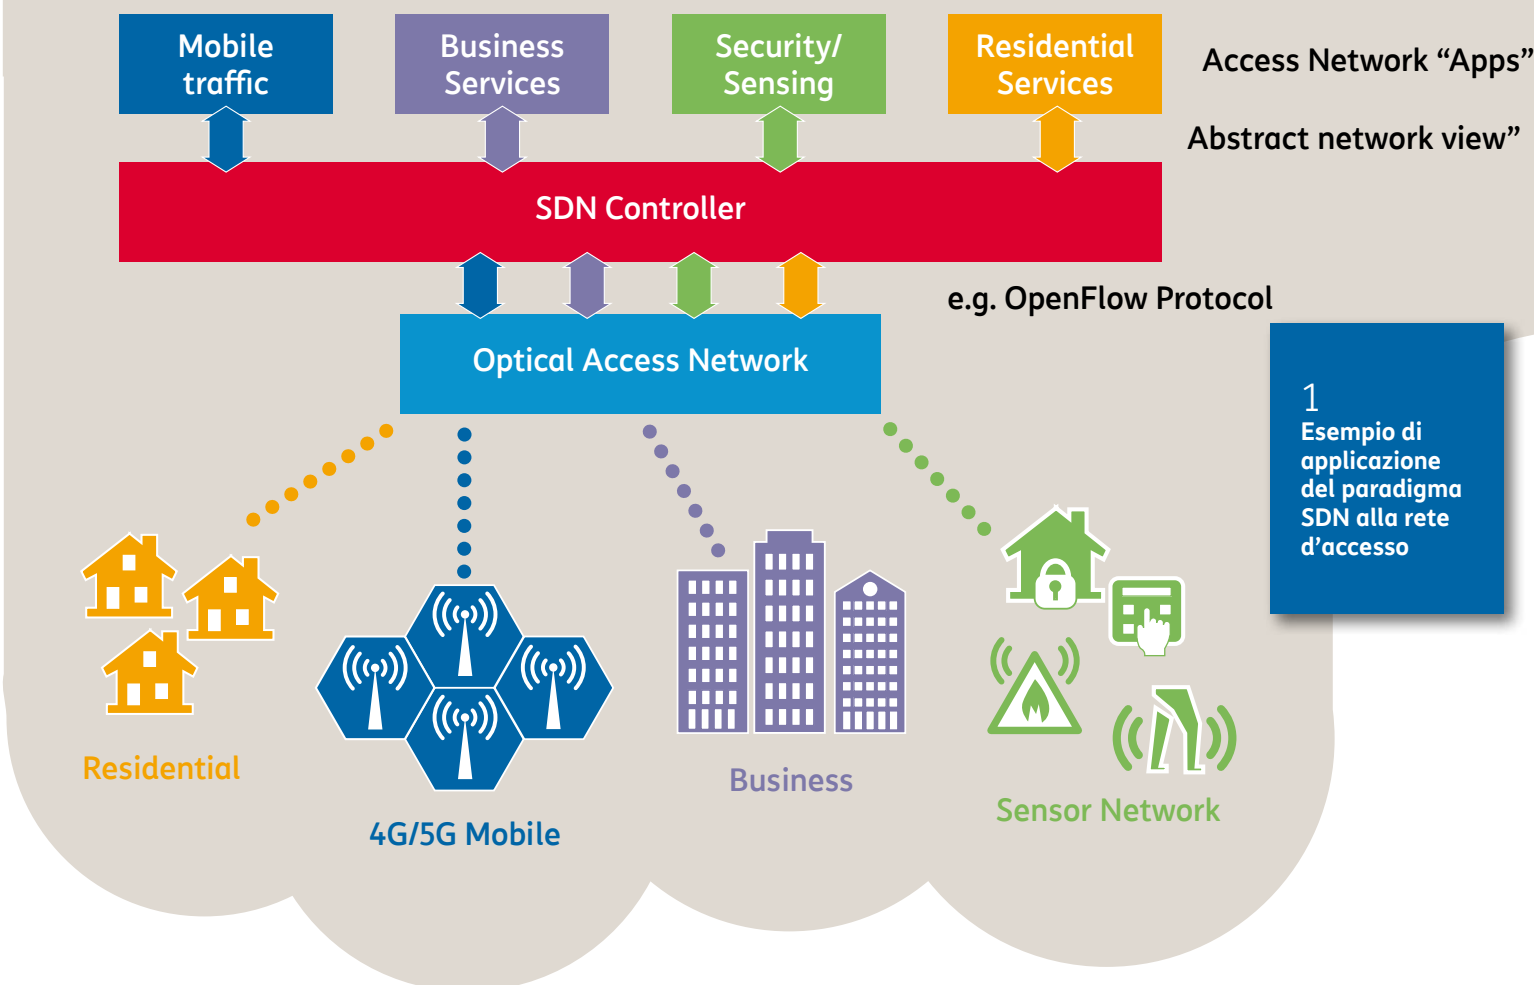 Mobile
traffic
Business
Services
Security/
Sensing
Residential
Services
Access Network “Apps”
Abstract network view”
SDN Controller
e.g. OpenFlow Protocol
Optical Access Network
1
Esempio di
applicazione
del paradigma
SDN alla rete
d’accesso
Residential
4G/5G Mobile
Business
Sensor Network